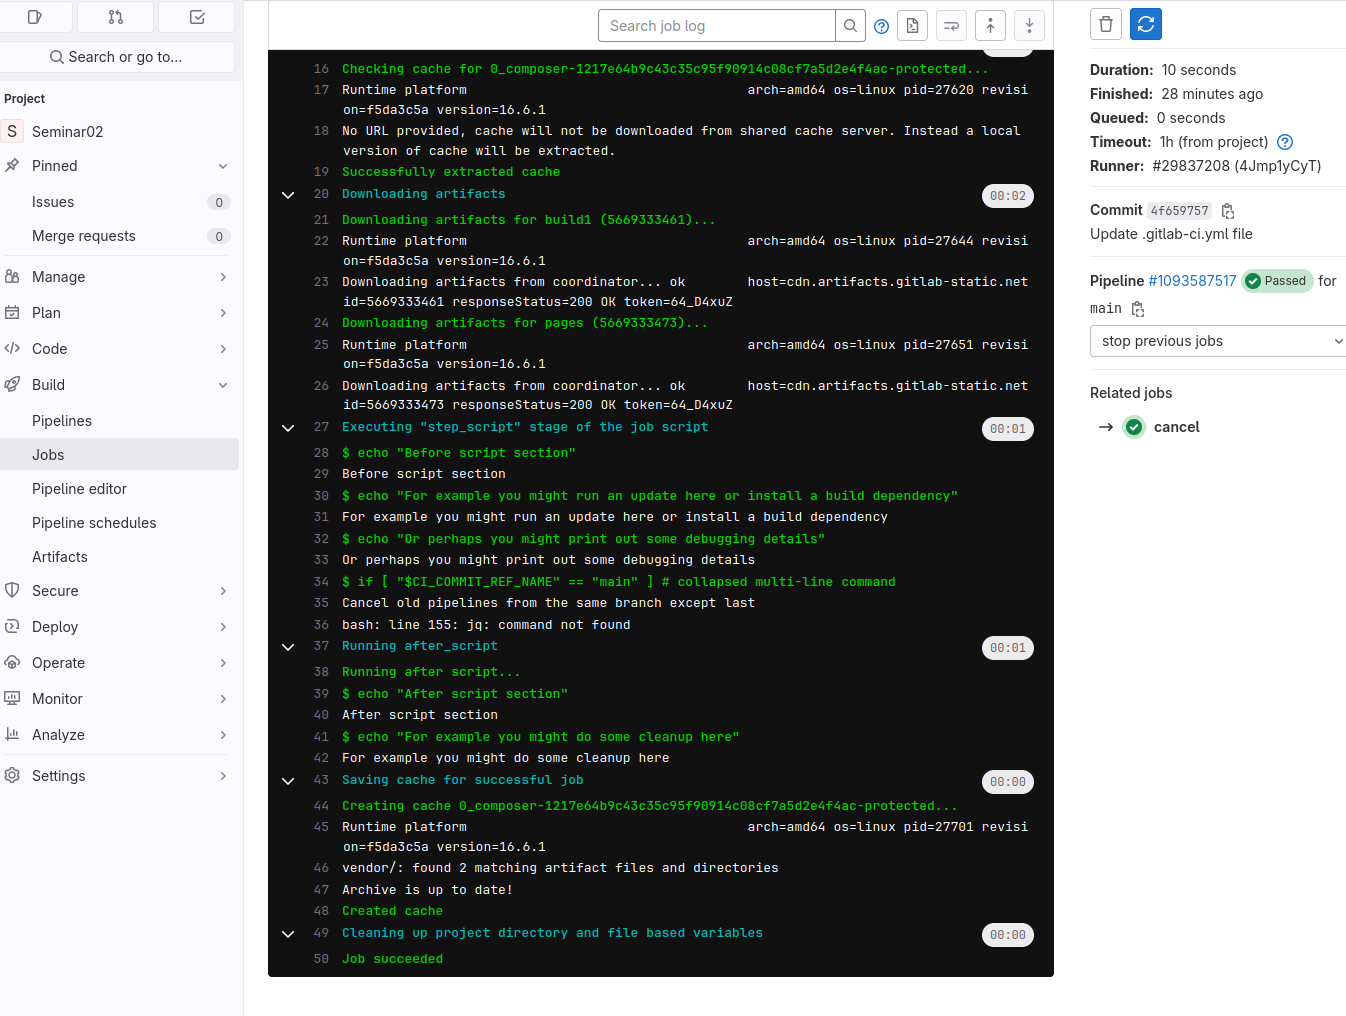 Search or go to...
Project
S Seminar02
Pinned
Issues 0
Merge requests 0
Manage
Plan
Code
Build
Pipelines
Jobs
Pipeline editor
Pipeline schedules
Artifacts
Secure
Deploy
Operate
Monitor
Analyze
Settings
Search job log
16 Checking cache for 0_composer-1217e64b9c43c35c95f90914c08cf7a5d2e4f4ac-protected...
17 Runtime platform arch=amd64 os=linux pid=27620 revisi
on=f5da3c5a version=16.6.1
18 No URL provided, cache will not be downloaded from shared cache server. Instead a local
version of cache will be extracted.
19 Successfully extracted cache
20 Downloading artifacts 00:02
21 Downloading artifacts for build1 (5669333461)...
22 Runtime platform arch=amd64 os=linux pid=27644 revisi
on=f5da3c5a version=16.6.1
23 Downloading artifacts from coordinator... ok host=cdn.artifacts.gitlab-static.net
id=5669333461 responseStatus=200 OK token=64_D4xuZ
24 Downloading artifacts for pages (5669333473)...
25 Runtime platform arch=amd64 os=linux pid=27651 revisi
on=f5da3c5a version=16.6.1
26 Downloading artifacts from coordinator... ok host=cdn.artifacts.gitlab-static.net
id=5669333473 responseStatus=200 OK token=64_D4xuZ
27 Executing "step_script" stage of the job script 00:01
28 $ echo "Before script section"
29 Before script section
30 $ echo "For example you might run an update here or install a build dependency"
31 For example you might run an update here or install a build dependency
32 $ echo "Or perhaps you might print out some debugging details"
33 Or perhaps you might print out some debugging details
34 $ if [ "$CI_COMMIT_REF_NAME" == "main" ] # collapsed multi-line command
35 Cancel old pipelines from the same branch except last
36 bash: line 155: jq: command not found
37 Running after_script 00:01
38 Running after script...
39 $ echo "After script section"
40 After script section
41 $ echo "For example you might do some cleanup here"
42 For example you might do some cleanup here
43 Saving cache for successful job 00:00
44 Creating cache 0_composer-1217e64b9c43c35c95f90914c08cf7a5d2e4f4ac-protected...
45 Runtime platform arch=amd64 os=linux pid=27701 revisi
on=f5da3c5a version=16.6.1
46 vendor/: found 2 matching artifact files and directories
47 Archive is up to date!
48 Created cache
49 Cleaning up project directory and file based variables 00:00
50 Job succeeded
Duration: 10 seconds
Finished: 28 minutes ago
Queued: 0 seconds
Timeout: 1h (from project)
Runner: #29837208 (4Jmp1yCyT)
Commit 4f659757
Update .gitlab-ci.yml file
Pipeline #1093587517 Passed for
main
stop previous jobs
Related jobs
→ cancel